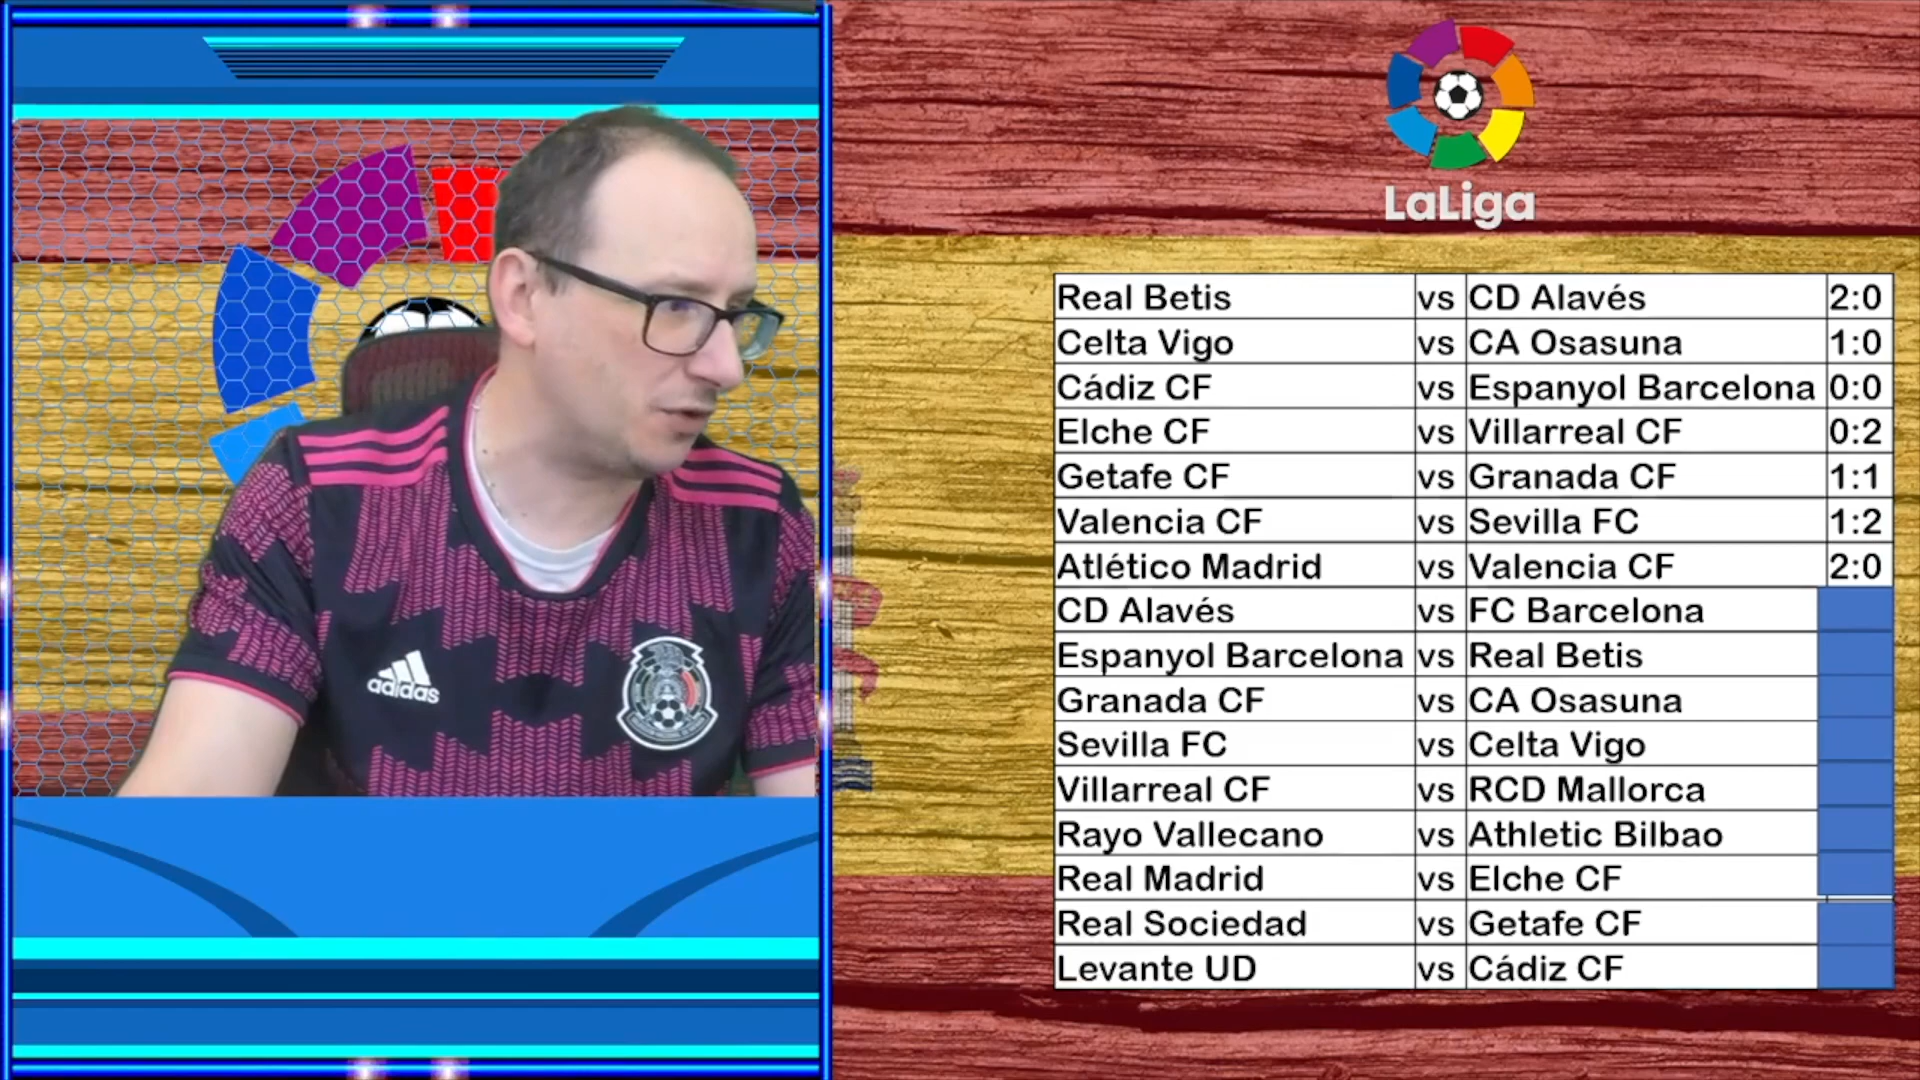 LaLiga
Real Betis vs CD Alavés 2:0
Celta Vigo vs CA Osasuna 1:0
Cádiz CF vs Espanyol Barcelona 0:0
Elche CF vs Villarreal CF 0:2
Getafe CF vs Granada CF 1:1
Valencia CF vs Sevilla FC 1:2
Atlético Madrid vs Valencia CF 2:0
CD Alavés vs FC Barcelona
Espanyol Barcelona vs Real Betis
Granada CF vs CA Osasuna
Sevilla FC vs Celta Vigo
Villarreal CF vs RCD Mallorca
Rayo Vallecano vs Athletic Bilbao
Real Madrid vs Elche CF
Real Sociedad vs Getafe CF
Levante UD vs Cádiz CF
adidas